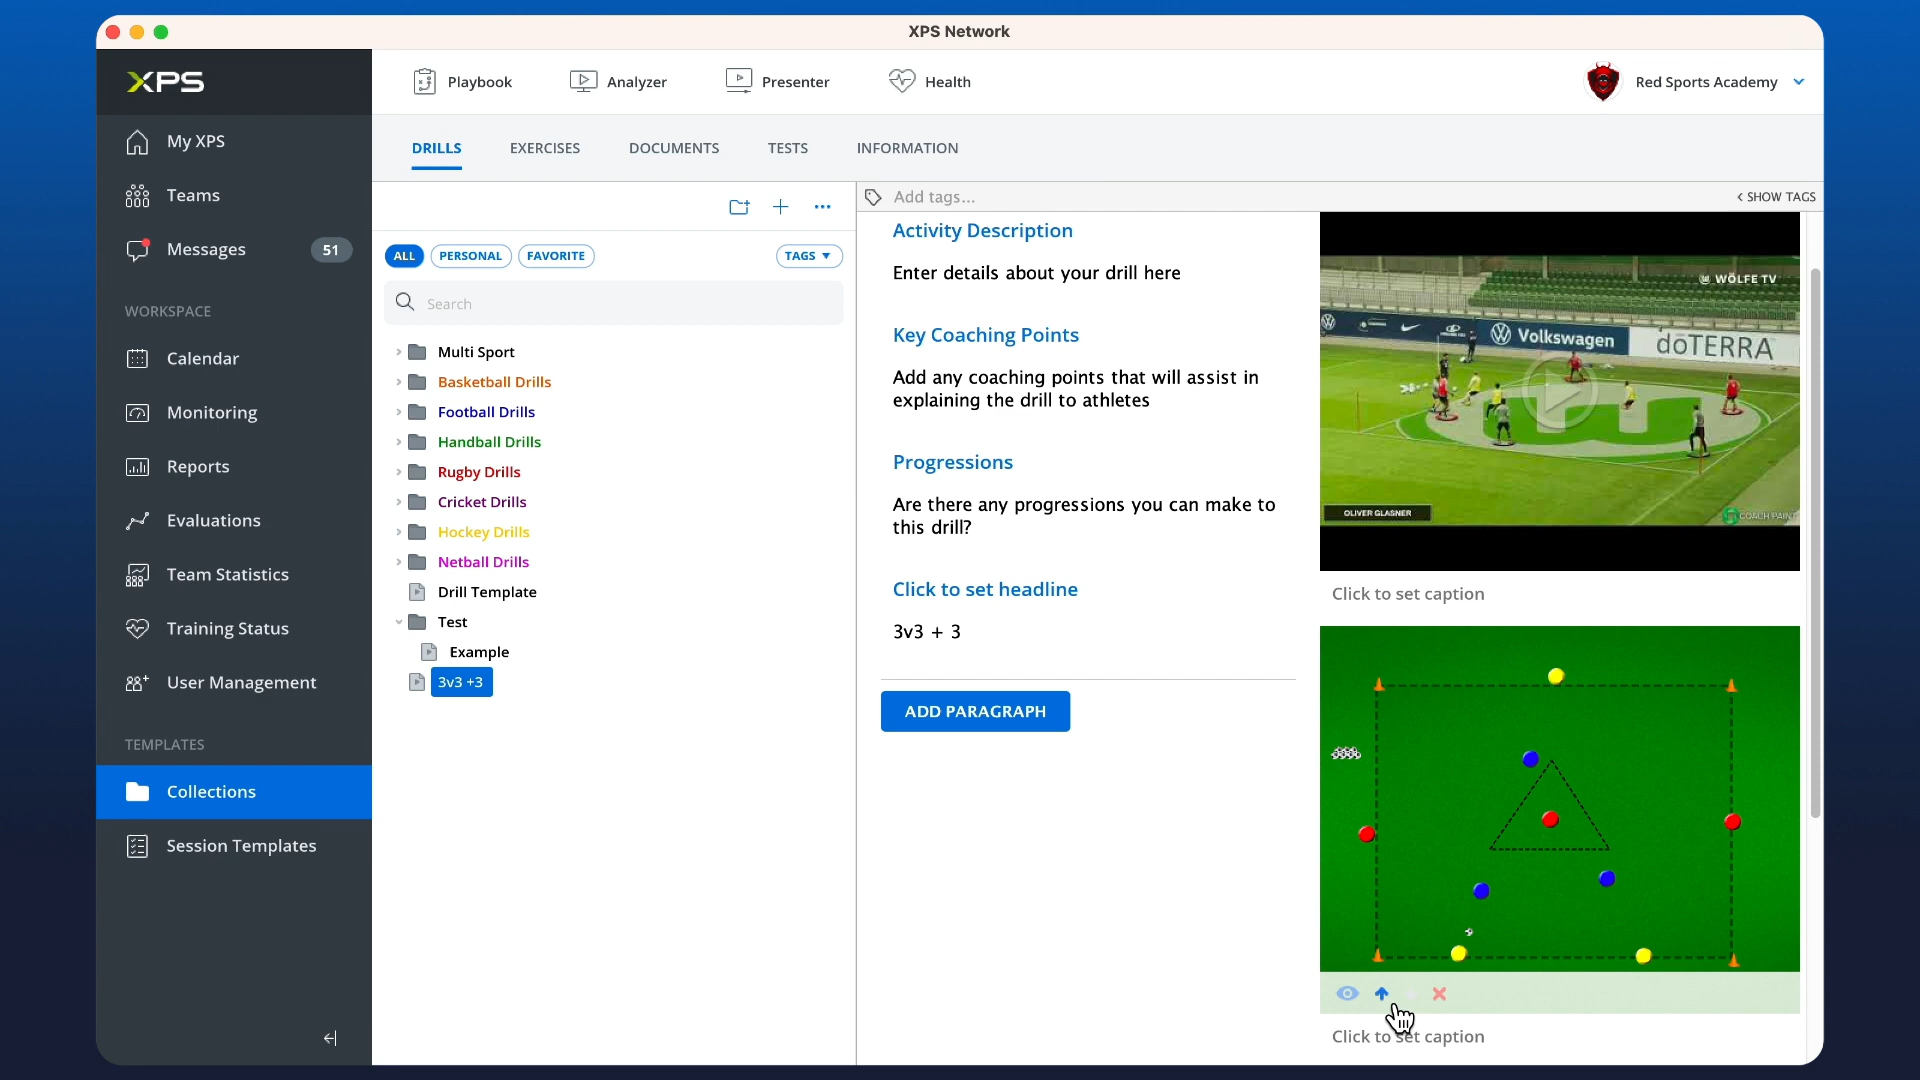 XPS Network
XPS
Playbook
Analyzer
Presenter
Health
Red Sports Academy
My XPS
Teams
Messages
51
WORKSPACE
Calendar
Monitoring
Reports
Evaluations
Team Statistics
Training Status
User Management
TEMPLATES
Collections
Session Templates
DRILLS
EXERCISES
DOCUMENTS
TESTS
INFORMATION
ALL
PERSONAL
FAVORITE
TAGS
Search
Multi Sport
Basketball Drills
Football Drills
Handball Drills
Rugby Drills
Cricket Drills
Hockey Drills
Netball Drills
Drill Template
Test
Example
3v3 +3
Add tags...
< SHOW TAGS
Activity Description
Enter details about your drill here
Key Coaching Points
Add any coaching points that will assist in
explaining the drill to athletes
Progressions
Are there any progressions you can make to
this drill?
Click to set headline
3v3 + 3
ADD PARAGRAPH
WÖLFE TV
Volkswagen
dōTERRA
OLIVER GLASNER
COACH PAINT
Click to set caption
Click to set caption